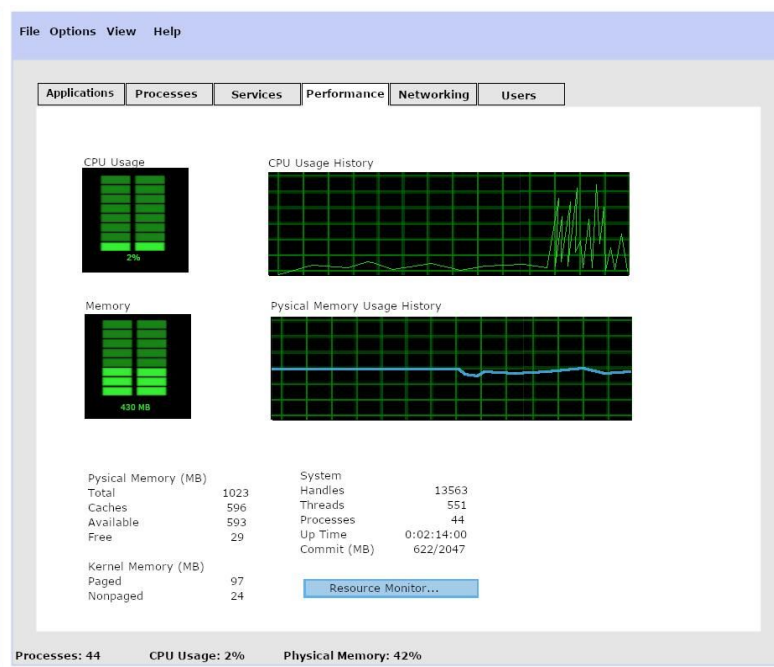 File Options View Help
Applications Processes Services Performance Networking Users
CPU Usage CPU Usage History
2%
Memory Pysical Memory Usage History
430 MB
Pysical Memory (MB)
Total 1023
Caches 596
Available 593
Free 29
Kernel Memory (MB)
Paged 97
Nonpaged 24
System
Handles 13563
Threads 551
Processes 44
Up Time 0:02:14:00
Commit (MB) 622/2047
Resource Monitor...
Processes: 44 CPU Usage: 2% Physical Memory: 42%